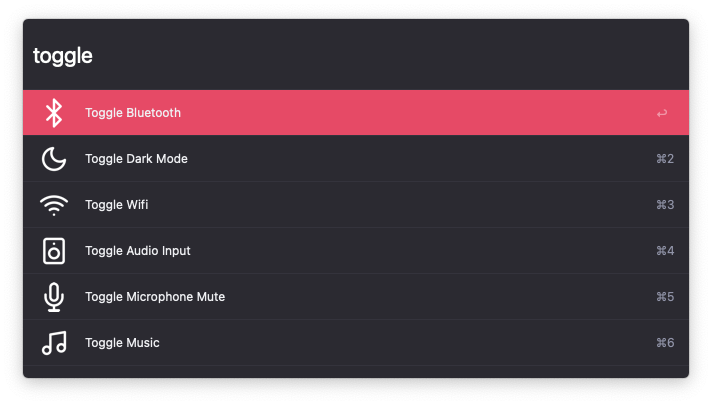 toggle
Toggle Bluetooth ↩
Toggle Dark Mode ⌘2
Toggle Wifi ⌘3
Toggle Audio Input ⌘4
Toggle Microphone Mute ⌘5
Toggle Music ⌘6